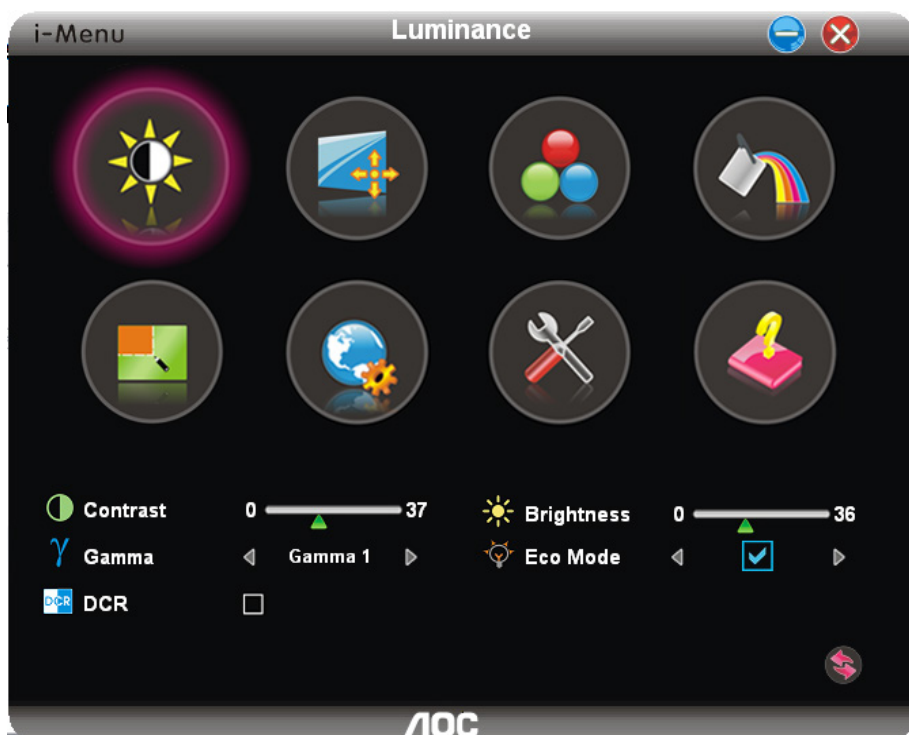 i-Menu Luminance
Contrast 0 37 Brightness 0 36
γ Gamma Gamma 1 Eco Mode
DCR DCR
AOC